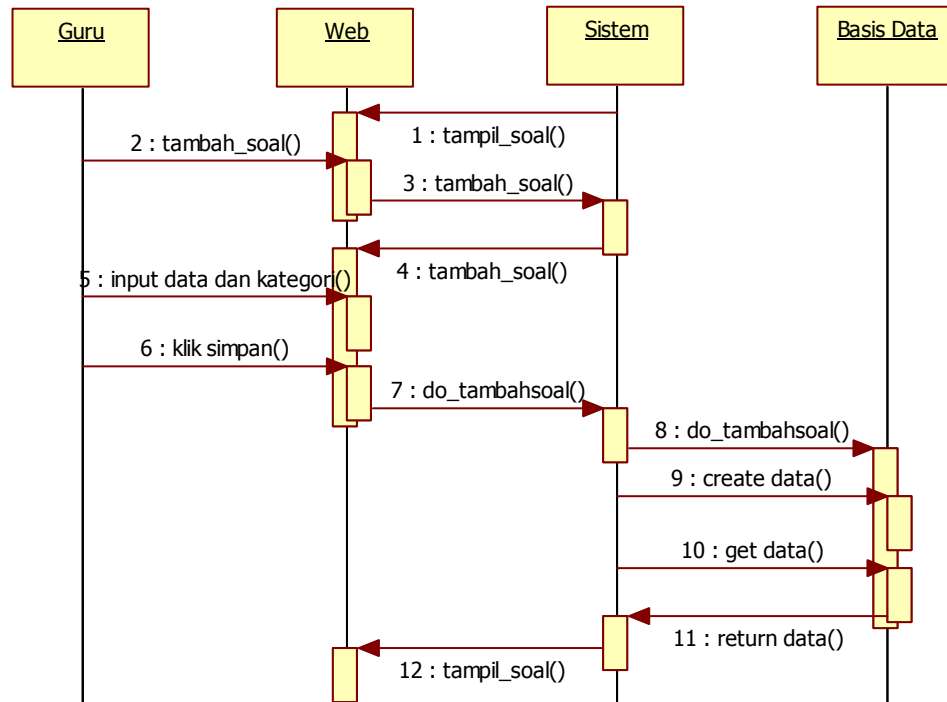 Guru
Web
Sistem
Basis Data
1 : tampil_soal()
2 : tambah_soal()
3 : tambah_soal()
4 : tambah_soal()
5 : input data dan kategori()
6 : klik simpan()
7 : do_tambahsoal()
8 : do_tambahsoal()
9 : create data()
10 : get data()
11 : return data()
12 : tampil_soal()